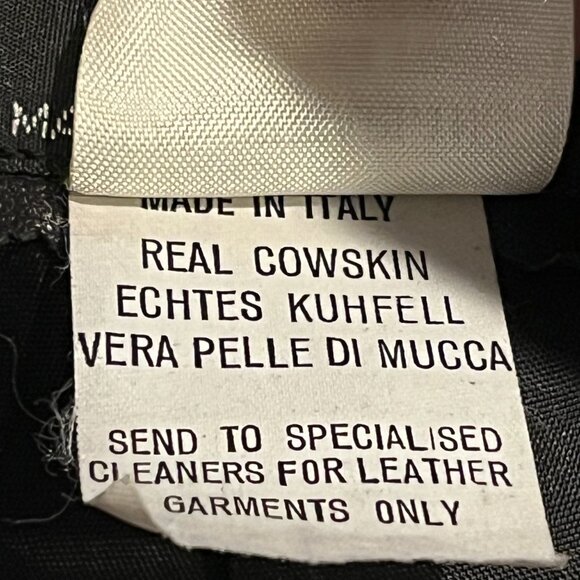 MADE IN ITALY
REAL COWSKIN
ECHTES KUHFELL
VERA PELLE DI MUCCA
SEND TO SPECIALISED
CLEANERS FOR LEATHER
GARMENTS ONLY